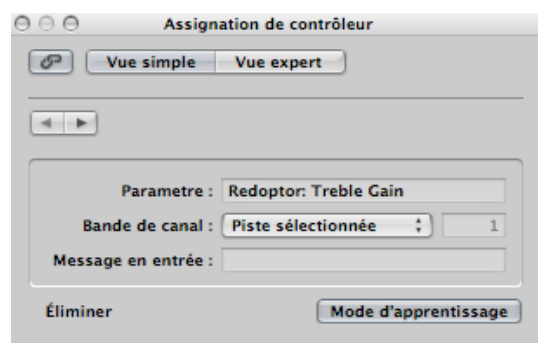 Assignation de contrôleur
Vue simple Vue expert
Parametre : Redoptor: Treble Gain
Bande de canal : Piste sélectionnée 1
Message en entrée :
Éliminer Mode d'apprentissage